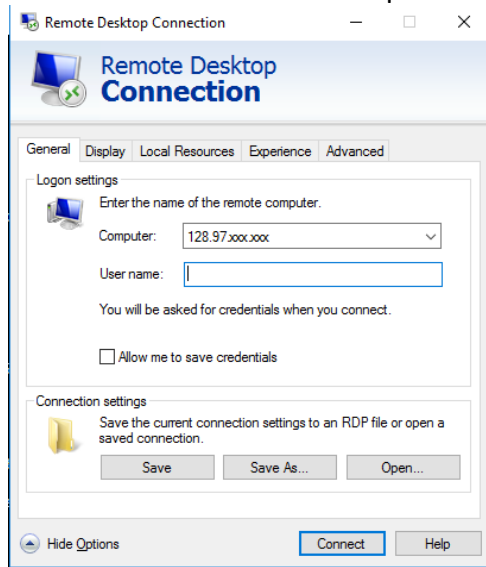 Remote Desktop Connection
Remote Desktop
Connection
General Display Local Resources Experience Advanced
Logon settings
Enter the name of the remote computer.
Computer: 128.97.xxx.xxx
User name:
You will be asked for credentials when you connect.
Allow me to save credentials
Connection settings
Save the current connection settings to an RDP file or open a
saved connection.
Save Save As... Open...
Hide Options Connect Help